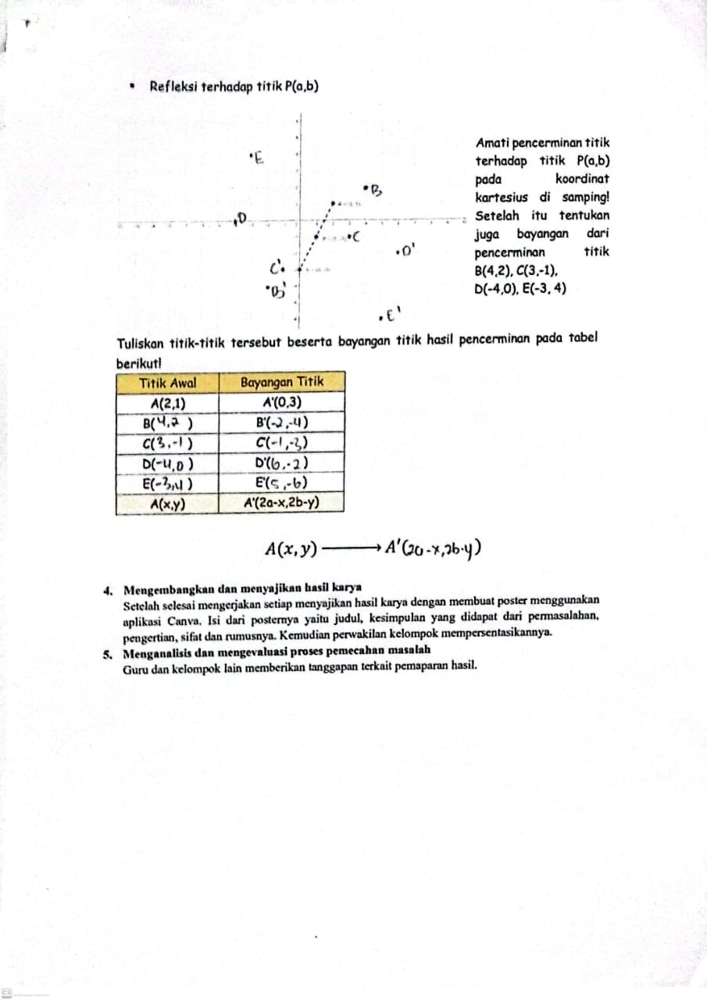 ▪ Refleksi terhadap titik P(a,b)
Amati pencerminan titik
terhadap titik P(a,b)
pada koordinat
kartesius di samping!
Setelah itu tentukan
juga bayangan dari
pencerminan titik
B(4,2), C(3,-1),
D(-4,0), E(-3, 4)
E
B
D
C
D'
C'
B'
E'
Tuliskan titik-titik tersebut beserta bayangan titik hasil pencerminan pada tabel
berikut!
Titik Awal Bayangan Titik
A(2,1) A'(0,3)
B(4,2) B'(-2,-4)
C(3,-1) C(-1,-3)
D(-4,0) D'(6,-2)
E(-3,4) E'(5,-6)
A(x,y) A'(2a-x,2b-y)
A(x, y) ⟶ A'(2a-x,2b-y)
4. Mengembangkan dan menyajikan hasil karya
Setelah selesai mengerjakan setiap menyajikan hasil karya dengan membuat poster menggunakan
aplikasi Canva. Isi dari posternya yaitu judul, kesimpulan yang didapat dari permasalahan,
pengertian, sifat dan rumusnya. Kemudian perwakilan kelompok mempersentasikannya.
5. Menganalisis dan mengevaluasi proses pemecahan masalah
Guru dan kelompok lain memberikan tanggapan terkait pemaparan hasil.
CS